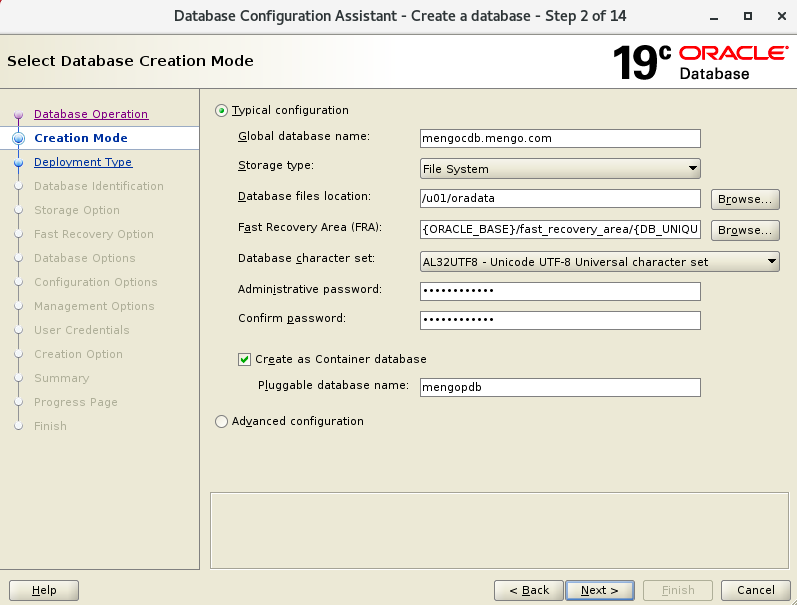 Database Configuration Assistant - Create a database - Step 2 of 14
Select Database Creation Mode
19c ORACLE
Database
Database Operation
Creation Mode
Deployment Type
Database Identification
Storage Option
Fast Recovery Option
Database Options
Configuration Options
Management Options
User Credentials
Creation Option
Summary
Progress Page
Finish
Typical configuration
Global database name: mengocdb.mengo.com
Storage type: File System
Database files location: /u01/oradata Browse...
Fast Recovery Area (FRA): {ORACLE_BASE}/fast_recovery_area/{DB_UNIQU Browse...
Database character set: AL32UTF8 - Unicode UTF-8 Universal character set
Administrative password: ••••••••••••
Confirm password: ••••••••••••
Create as Container database
Pluggable database name: mengopdb
Advanced configuration
Help < Back Next > Finish Cancel